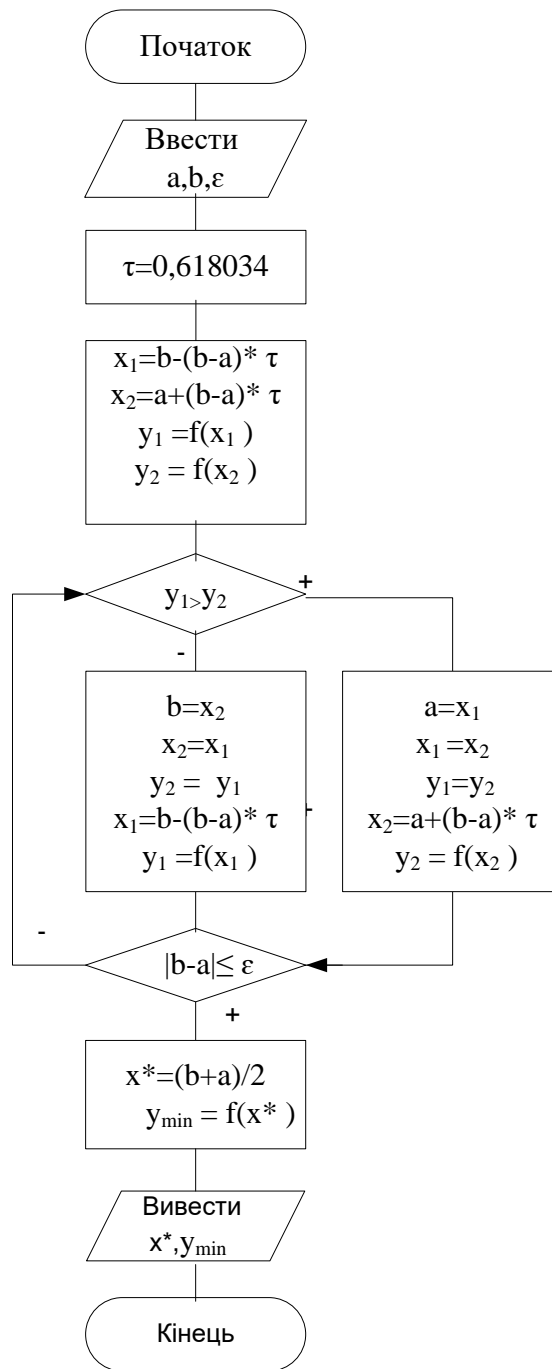 Початок
Ввести
a,b,ε
τ=0,618034
x₁=b-(b-a)* τ
x₂=a+(b-a)* τ
y₁ =f(x₁ )
y₂ = f(x₂ )
y₁>y₂
+
-
b=x₂
x₂=x₁
y₂ = y₁
x₁=b-(b-a)* τ
y₁ =f(x₁ )
a=x₁
x₁ =x₂
y₁=y₂
x₂=a+(b-a)* τ
y₂ = f(x₂ )
-
|b-a|≤ ε
+
x*=(b+a)/2
yₘᵢₙ = f(x* )
Вивести
x*,yₘᵢₙ
Кінець